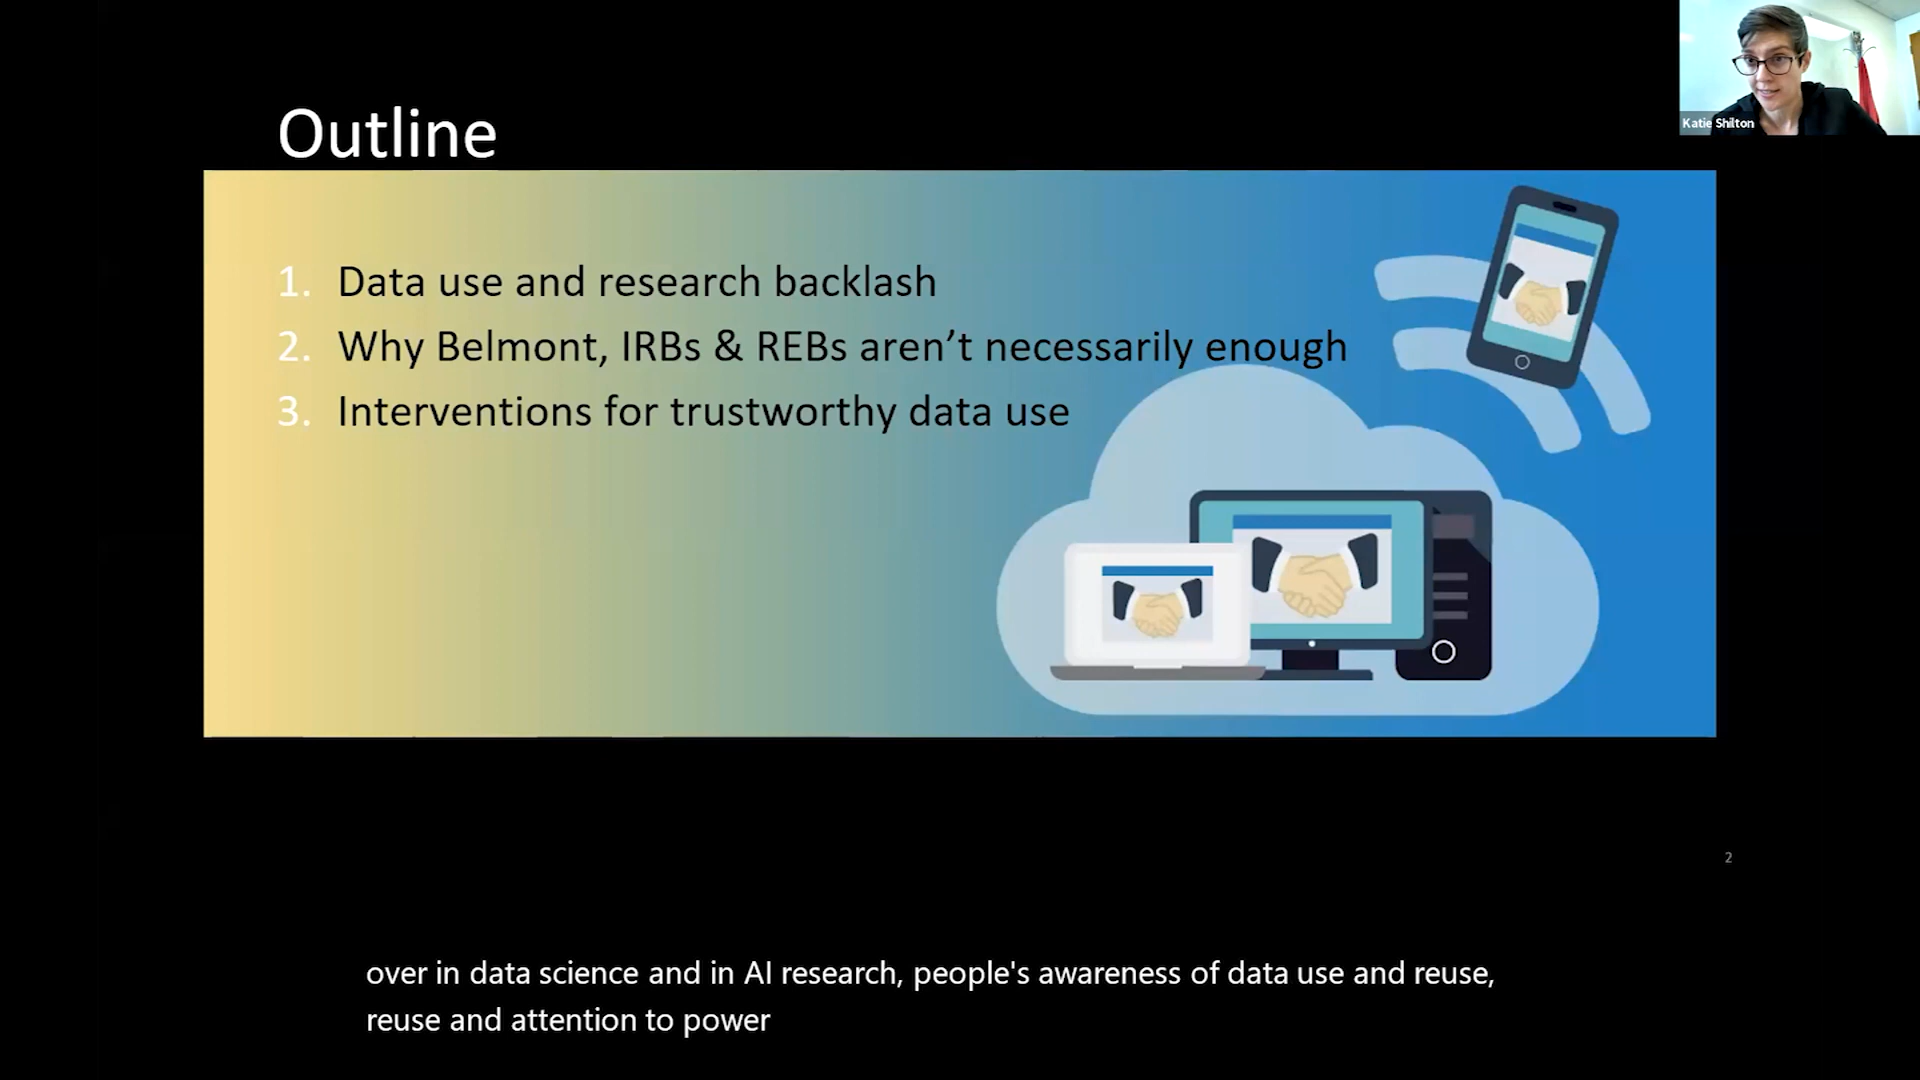 Outline
1. Data use and research backlash
2. Why Belmont, IRBs & REBs aren’t necessarily enough
3. Interventions for trustworthy data use
Katie Shilton
2
over in data science and in AI research, people's awareness of data use and reuse,
reuse and attention to power